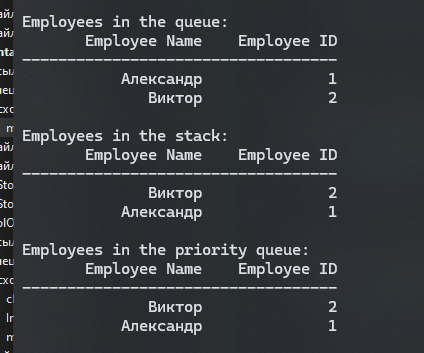 Employees in the queue:
Employee Name Employee ID
-----------------------------------
Александр 1
Виктор 2
Employees in the stack:
Employee Name Employee ID
-----------------------------------
Виктор 2
Александр 1
Employees in the priority queue:
Employee Name Employee ID
-----------------------------------
Виктор 2
Александр 1